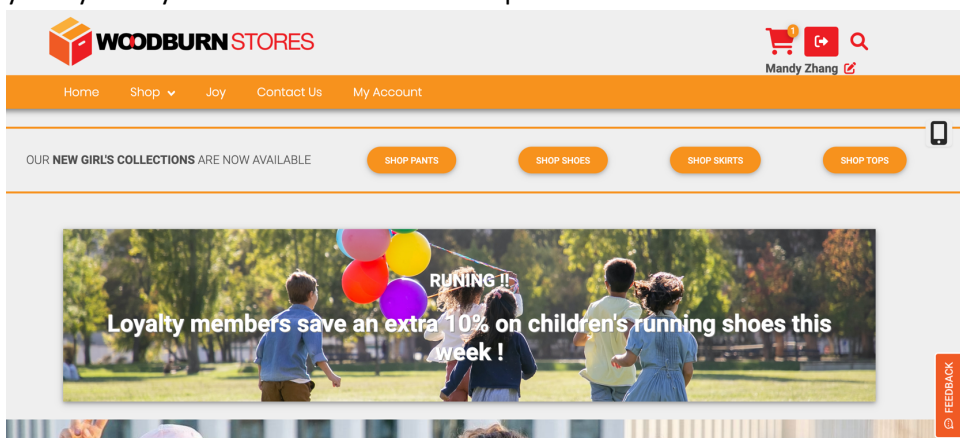 WOODBURN STORES
1
Mandy Zhang
Home Shop Joy Contact Us My Account
OUR NEW GIRL'S COLLECTIONS ARE NOW AVAILABLE SHOP PANTS SHOP SHOES SHOP SKIRTS SHOP TOPS
RUNING !!
Loyalty members save an extra 10% on children's running shoes this
week !
FEEDBACK